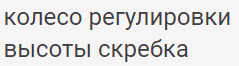 колесо регулировки
высоты скребка